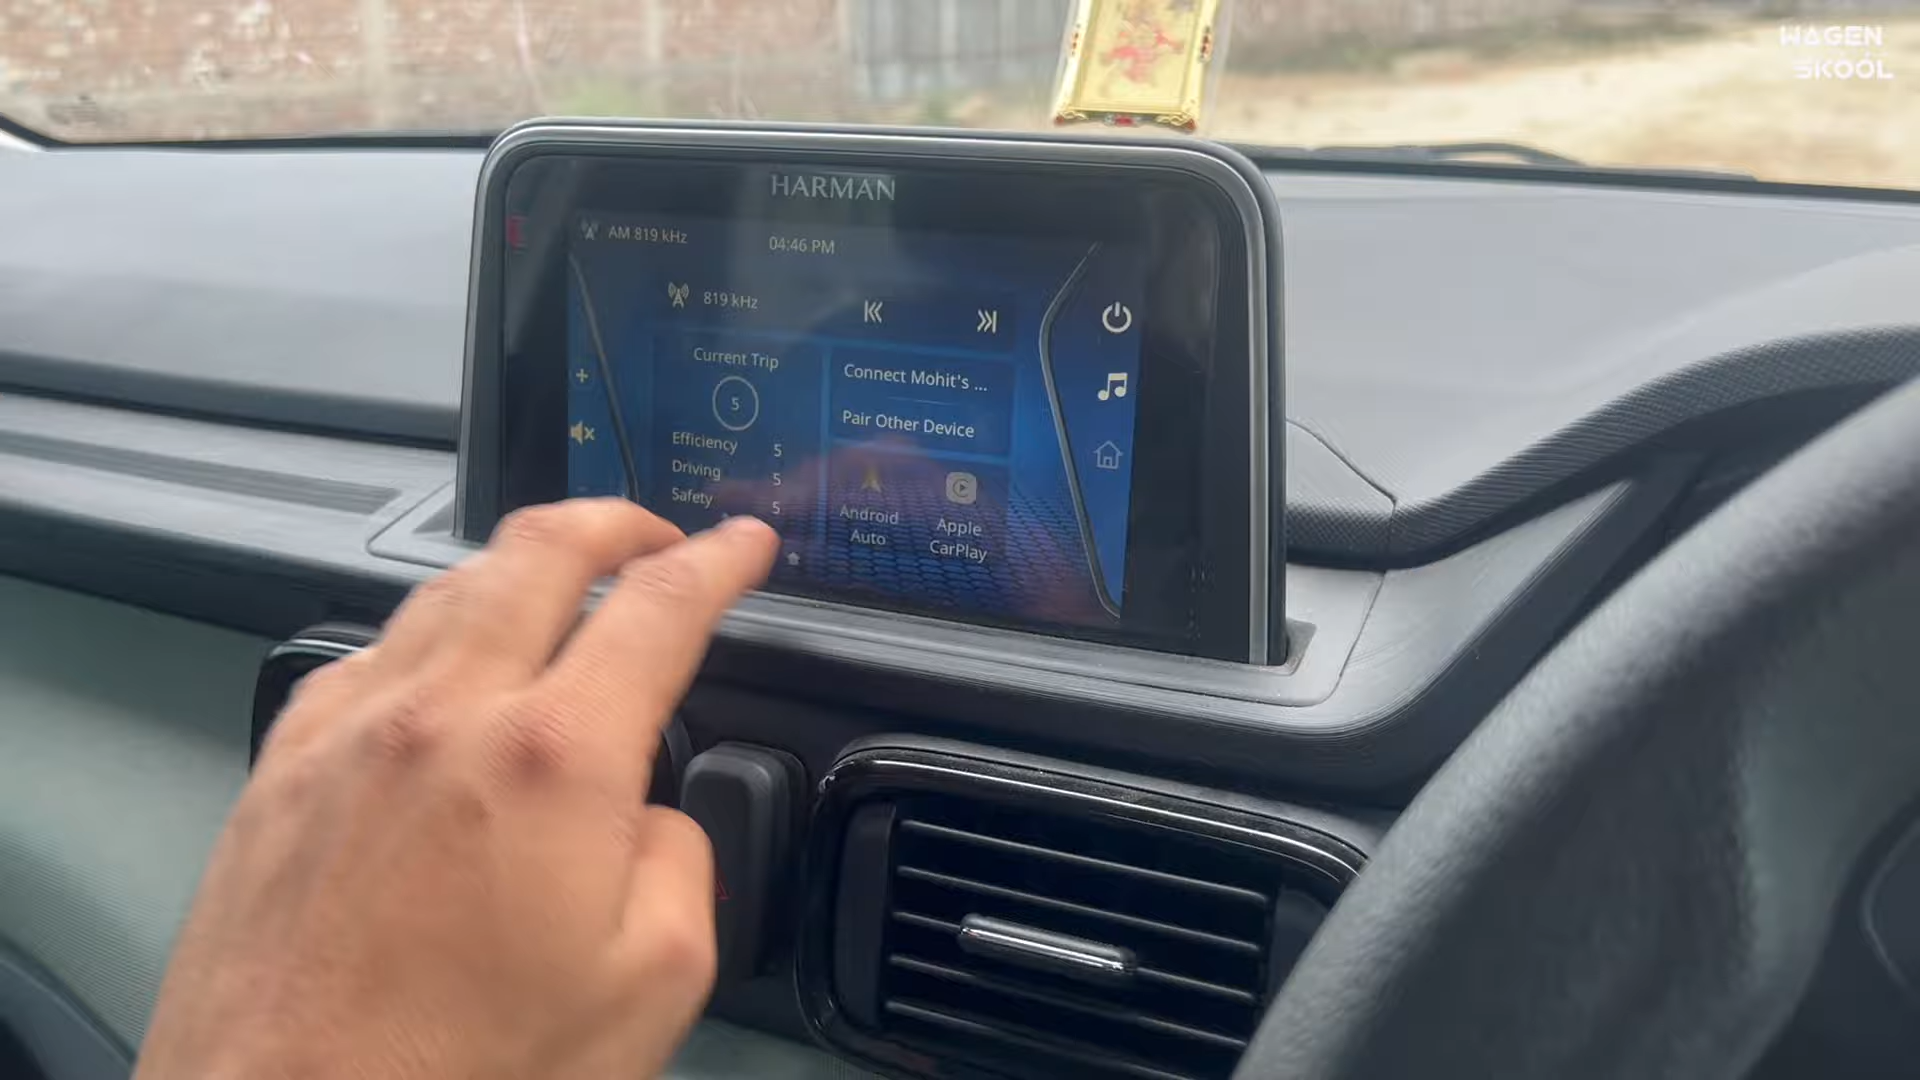 WAGEN
SKOOL
HARMAN
AM 819 kHz
04:46 PM
819 kHz
Current Trip
5
Efficiency 5
Driving 5
Safety 5
Connect Mohit's ...
Pair Other Device
Android
Auto
Apple
CarPlay